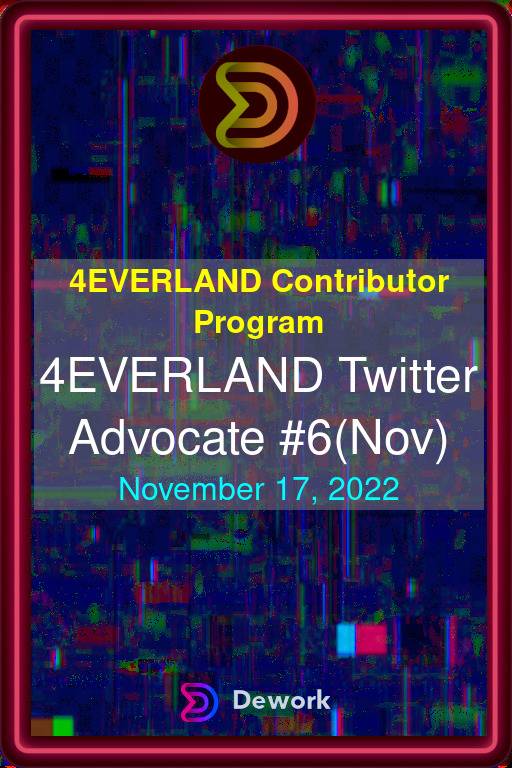 4EVERLAND Contributor
Program
4EVERLAND Twitter
Advocate #6(Nov)
November 17, 2022
Dework